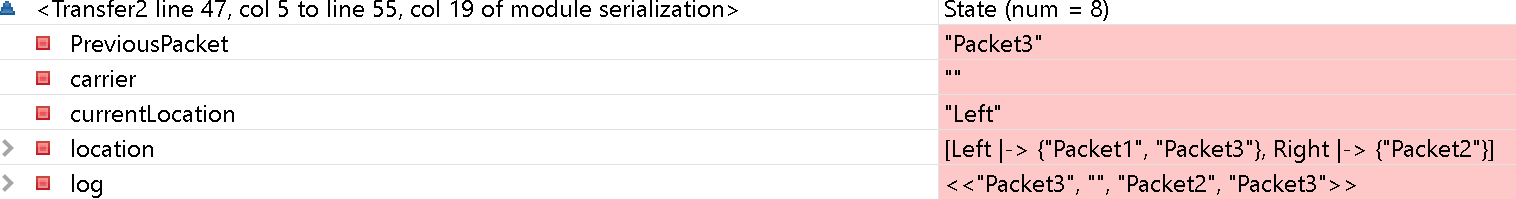 <Transfer2 line 47, col 5 to line 55, col 19 of module serialization> State (num = 8)
PreviousPacket "Packet3"
carrier ""
currentLocation "Left"
location [Left |-> {"Packet1", "Packet3"}, Right |-> {"Packet2"}]
log <<"Packet3", "", "Packet2", "Packet3">>